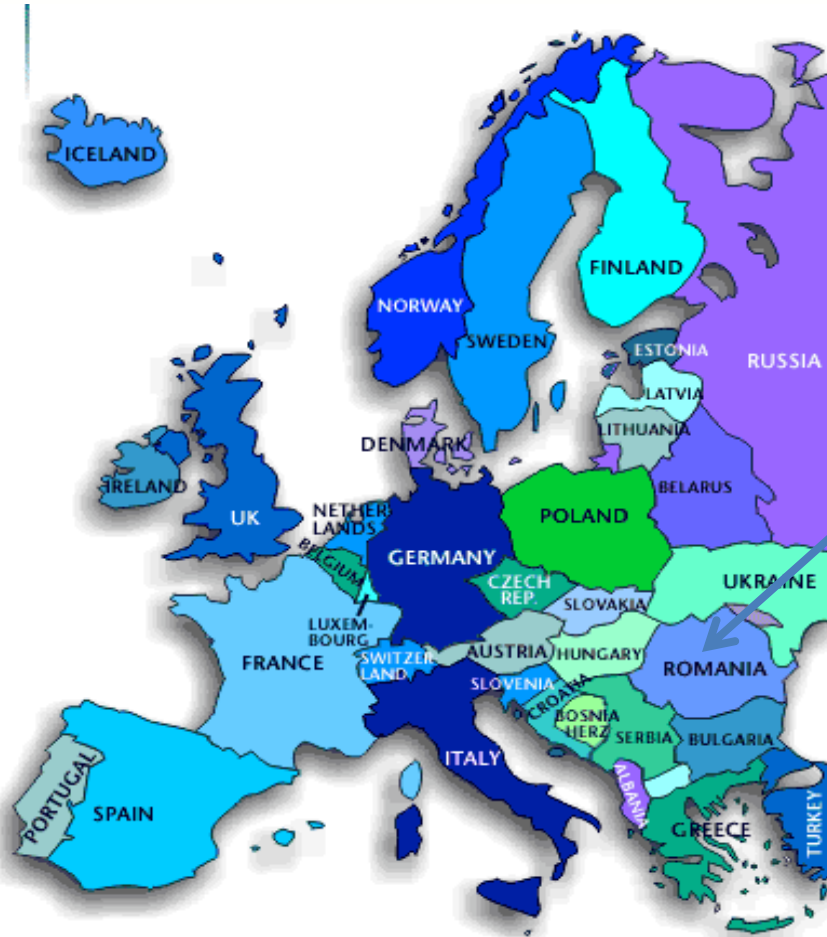 ICELAND
FINLAND
NORWAY
SWEDEN
ESTONIA
RUSSIA
LATVIA
LITHUANIA
DENMARK
IRELAND
UK
NETHER
LANDS
BELGIUM
GERMANY
POLAND
BELARUS
CZECH
REP.
UKRAINE
SLOVAKIA
LUXEM-
BOURG
FRANCE
SWITZER
LAND
AUSTRIA
HUNGARY
ROMANIA
SLOVENIA
CROATIA
BOSNIA
HERZ
SERBIA
BULGARIA
ITALY
ALBANIA
PORTUGAL
SPAIN
GREECE
TURKEY